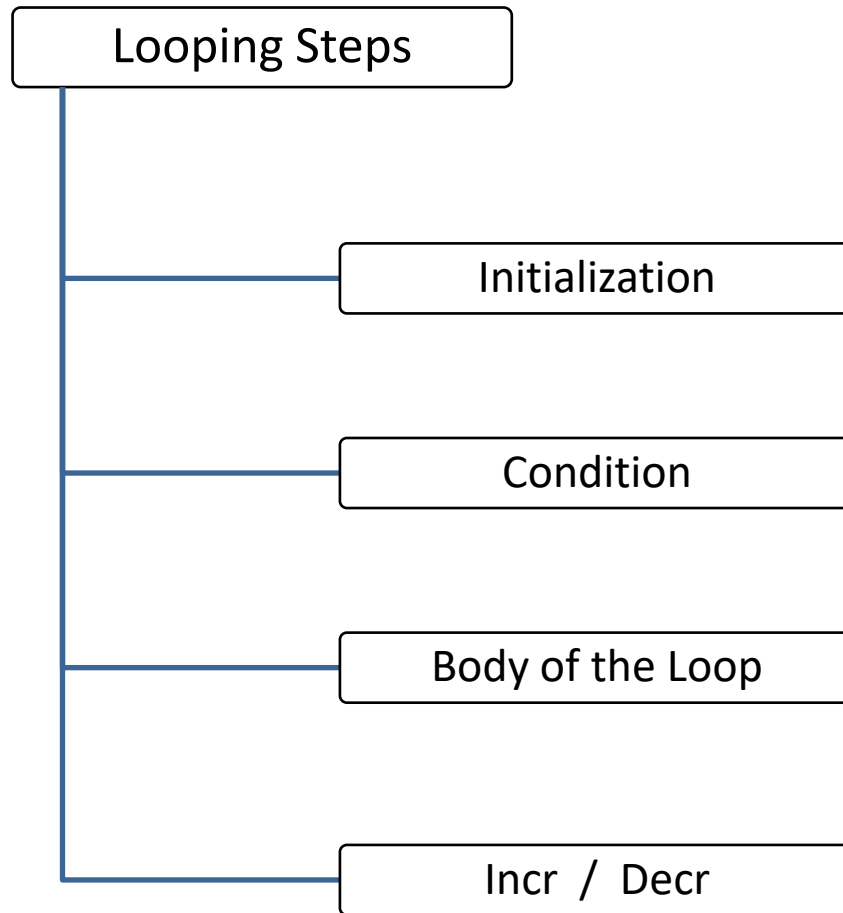 Looping Steps
Initialization
Condition
Body of the Loop
Incr / Decr